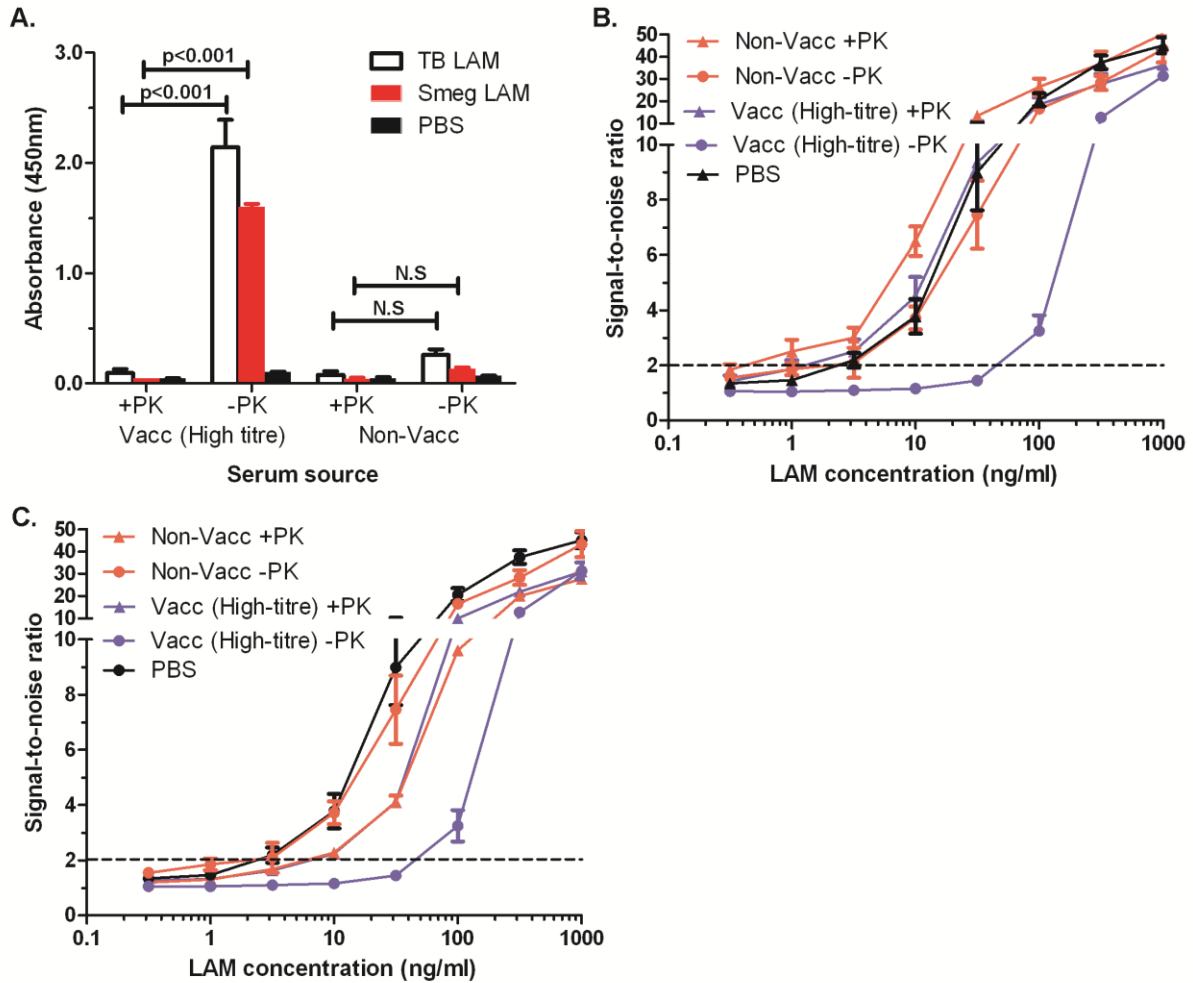 A.
3.0
2.0
1.0
0.0
Absorbance (450nm)
p<0.001
p<0.001
N.S
N.S
TB LAM
Smeg LAM
PBS
+PK
-PK
+PK
-PK
Vacc (High titre)
Non-Vacc
Serum source
B.
50
40
30
20
10
10
8
6
4
2
0
Signal-to-noise ratio
Non-Vacc +PK
Non-Vacc -PK
Vacc (High-titre) +PK
Vacc (High-titre) -PK
PBS
0.1
1
10
100
1000
LAM concentration (ng/ml)
C.
50
40
30
20
10
10
8
6
4
2
0
Signal-to-noise ratio
Non-Vacc +PK
Non-Vacc -PK
Vacc (High-titre) +PK
Vacc (High-titre) -PK
PBS
0.1
1
10
100
1000
LAM concentration (ng/ml)